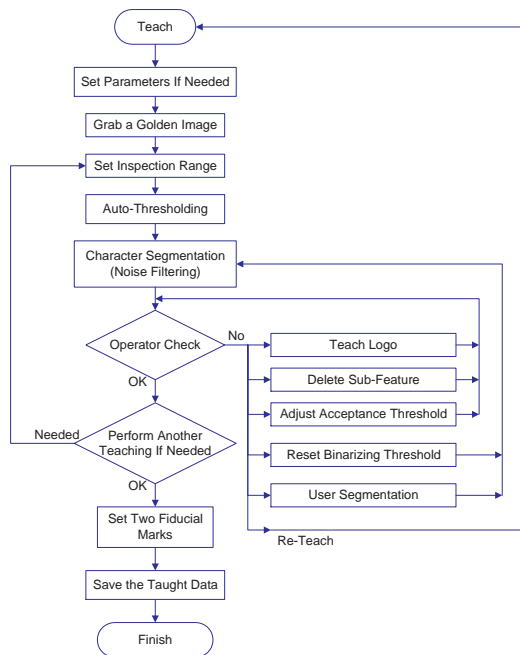 Teach
Set Parameters If Needed
Grab a Golden Image
Set Inspection Range
Auto-Thresholding
Character Segmentation
(Noise Filtering)
Operator Check
No
OK
Teach Logo
Delete Sub-Feature
Adjust Acceptance Threshold
Reset Binarizing Threshold
User Segmentation
Re-Teach
Needed
Perform Another
Teaching If Needed
OK
Set Two Fiducial
Marks
Save the Taught Data
Finish